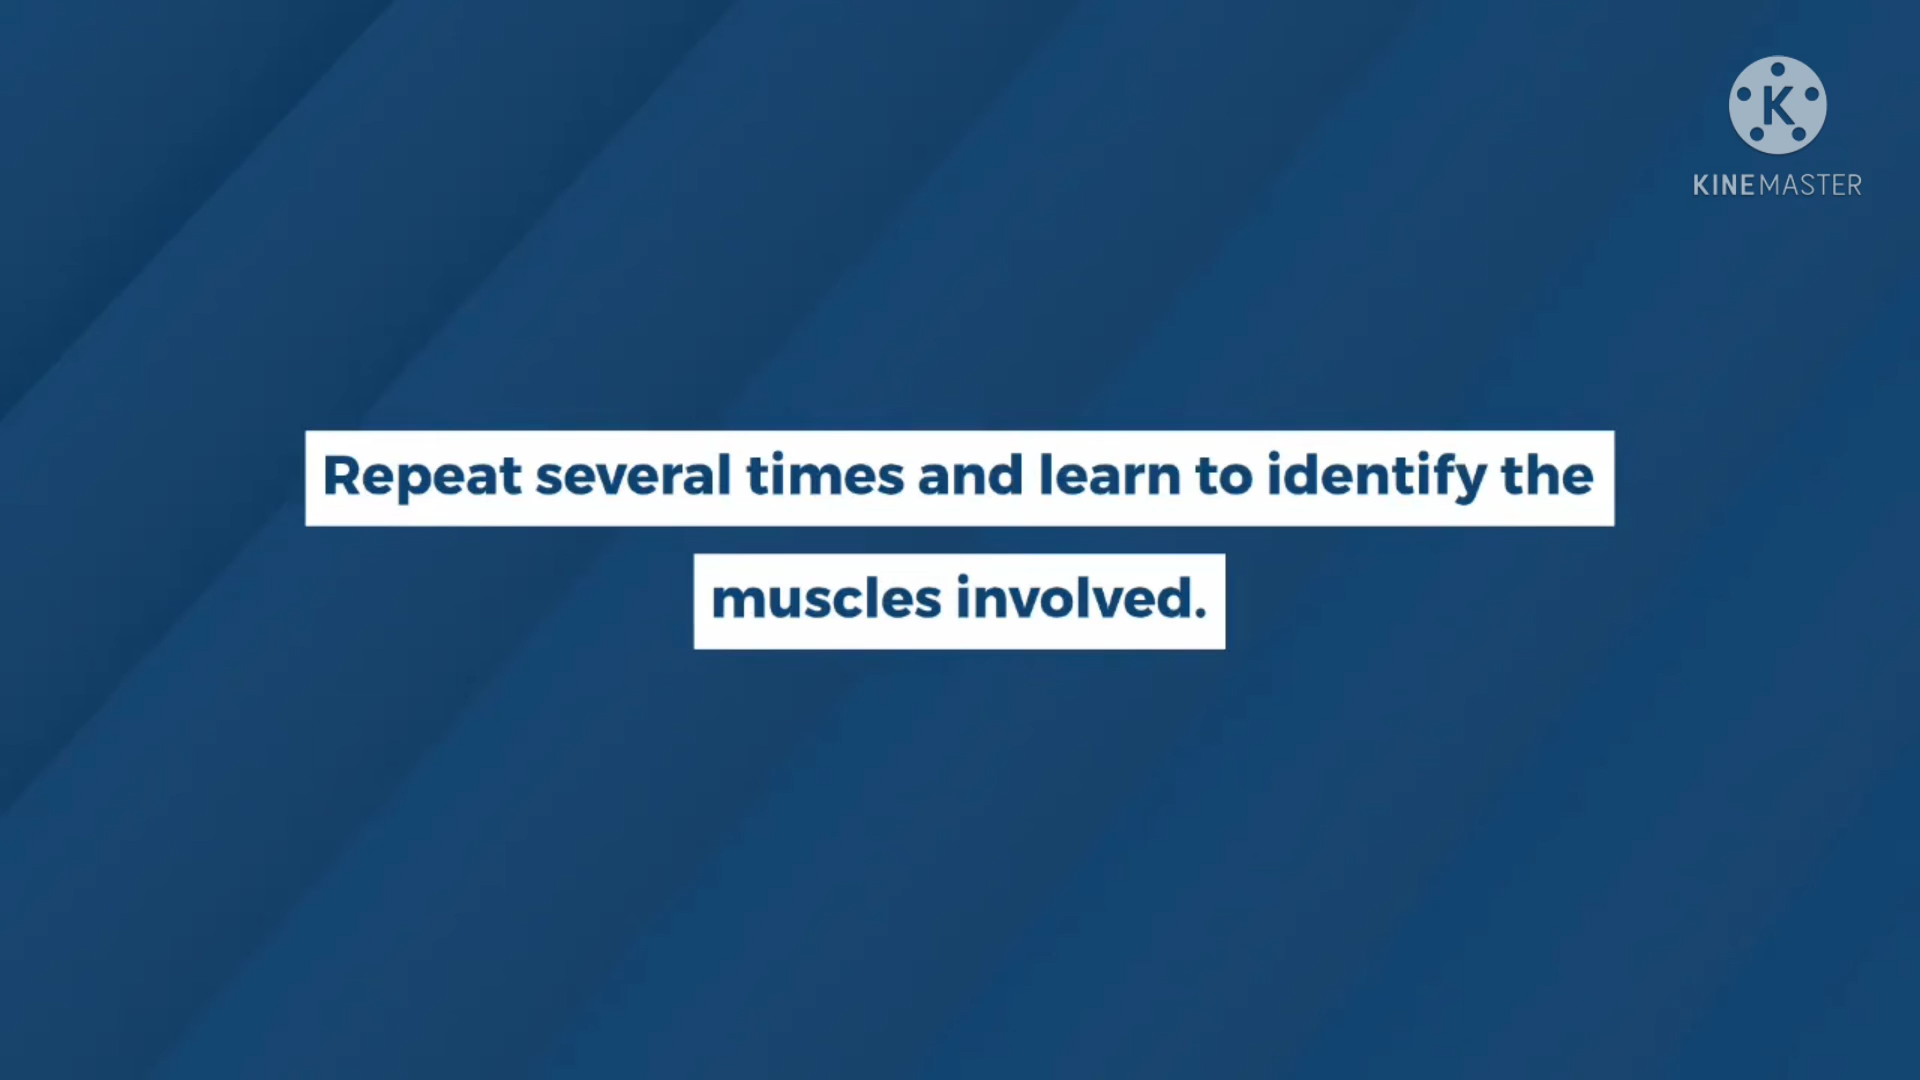 K
KINEMASTER
Repeat several times and learn to identify the
muscles involved.